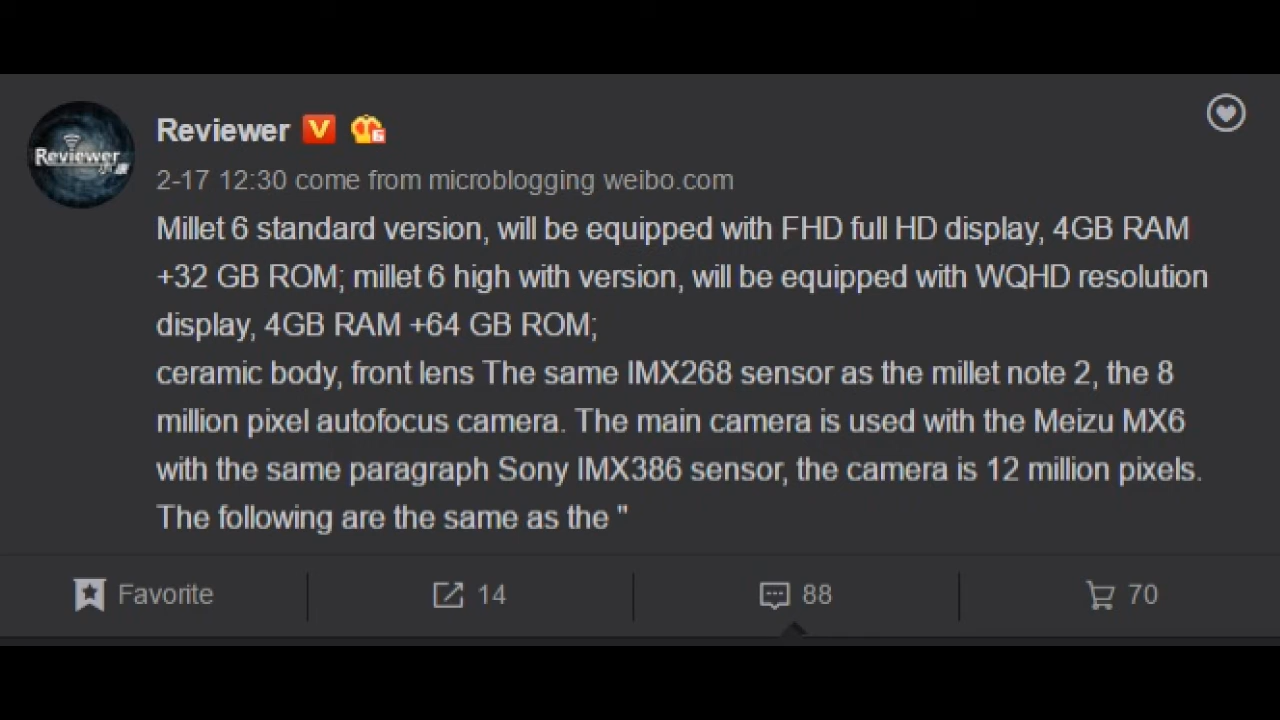 Reviewer
Reviewer
2-17 12:30 come from microblogging weibo.com
Millet 6 standard version, will be equipped with FHD full HD display, 4GB RAM
+32 GB ROM; millet 6 high with version, will be equipped with WQHD resolution
display, 4GB RAM +64 GB ROM;
ceramic body, front lens The same IMX268 sensor as the millet note 2, the 8
million pixel autofocus camera. The main camera is used with the Meizu MX6
with the same paragraph Sony IMX386 sensor, the camera is 12 million pixels.
The following are the same as the "
Favorite 14 88 70